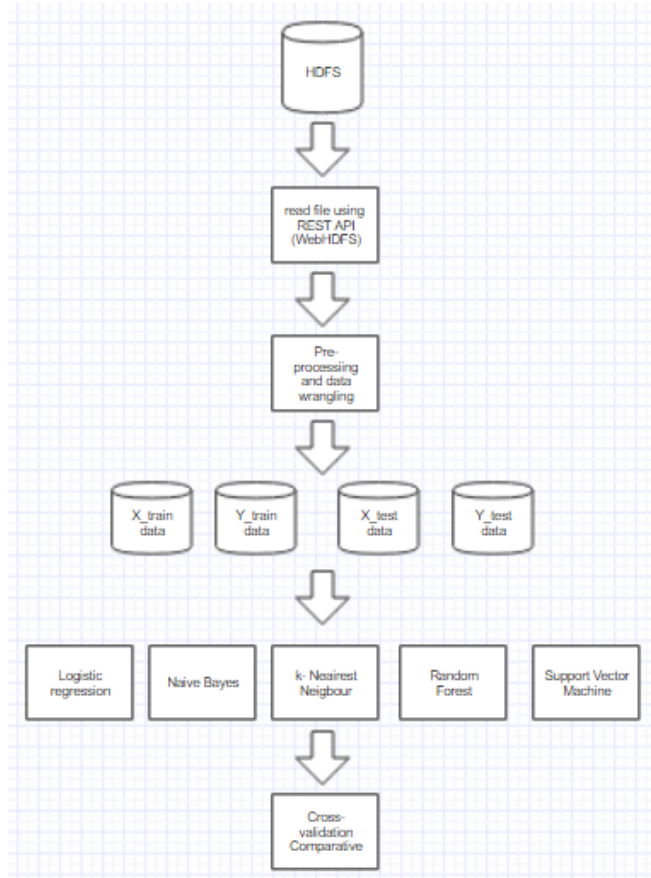 HDFS
read file using
REST API
(WebHDFS)
Pre-
processiing
and data
wrangling
X_train
data
Y_train
data
X_test
data
Y_test
data
Logistic
regression
Naive Bayes
k- Neairest
Neigbour
Random
Forest
Support Vector
Machine
Cross-
validation
Comparative